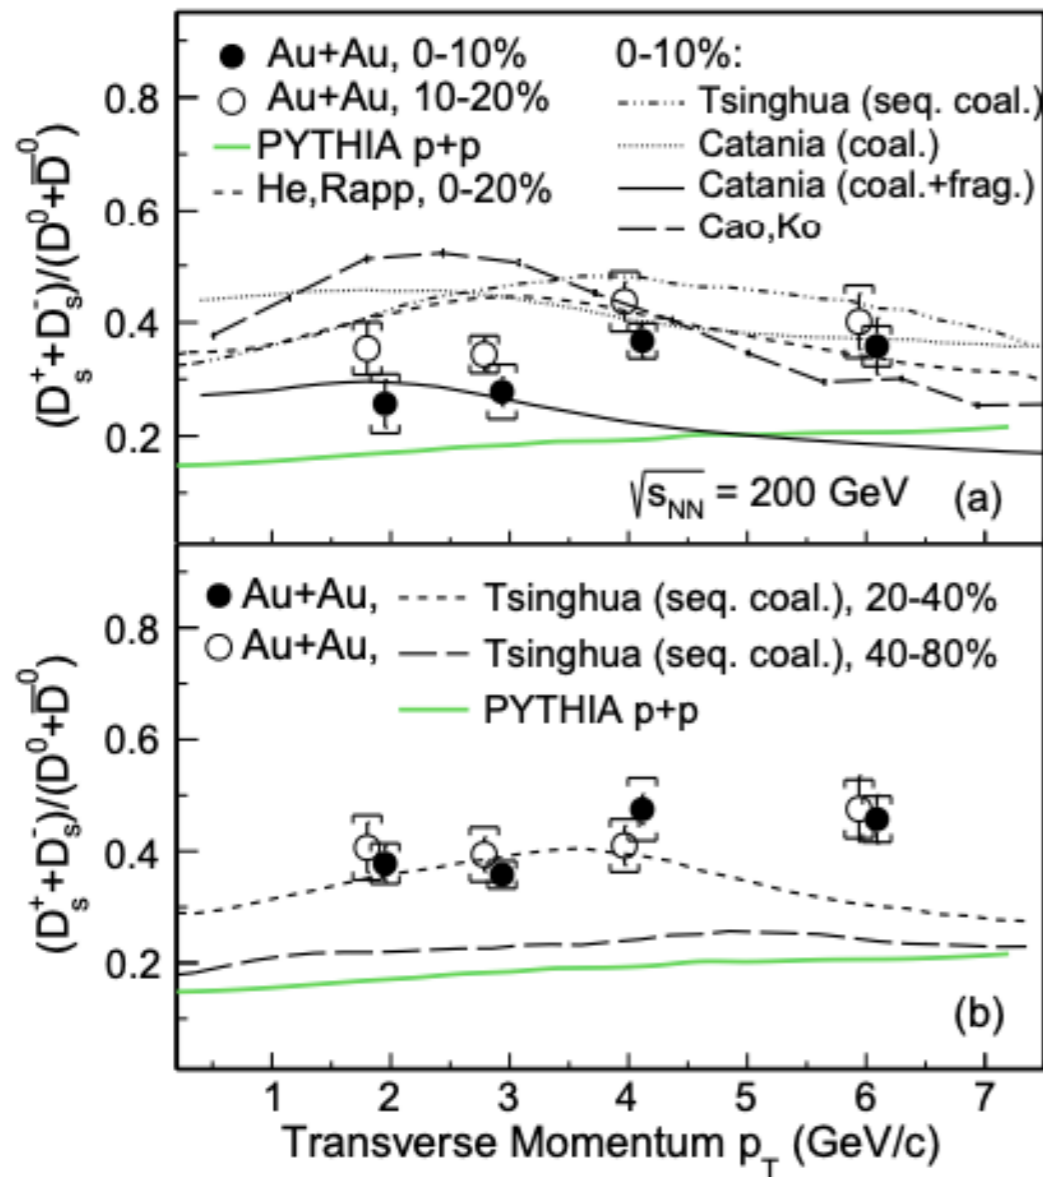 (D⁺ₛ+D⁻ₛ)/(D⁰+D̅⁰)
0.8
0.6
0.4
0.2
Au+Au, 0-10%
Au+Au, 10-20%
PYTHIA p+p
He,Rapp, 0-20%
0-10%:
Tsinghua (seq. coal.)
Catania (coal.)
Catania (coal.+frag.)
Cao,Ko
√sNN = 200 GeV
(a)
(D⁺ₛ+D⁻ₛ)/(D⁰+D̅⁰)
0.8
0.6
0.4
0.2
Au+Au,
Au+Au,
Tsinghua (seq. coal.), 20-40%
Tsinghua (seq. coal.), 40-80%
PYTHIA p+p
(b)
1 2 3 4 5 6 7
Transverse Momentum pT (GeV/c)